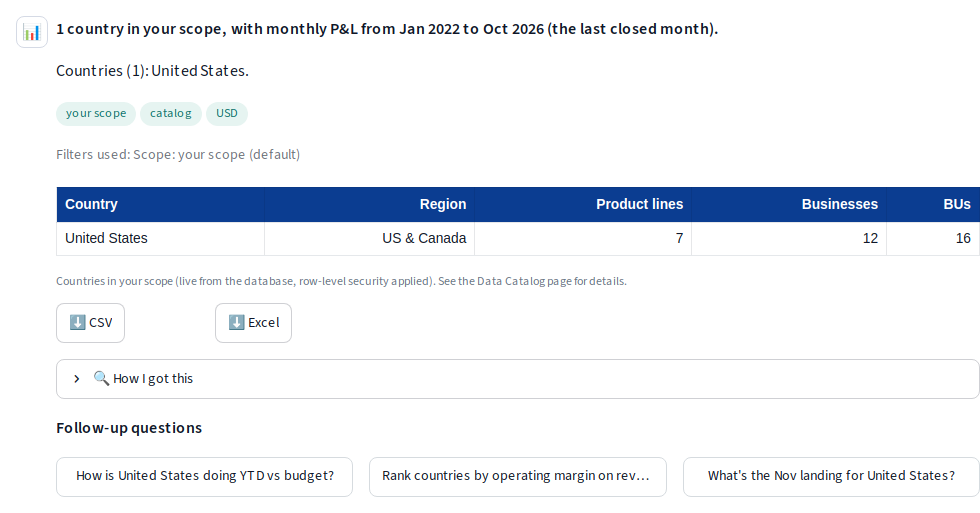 1 country in your scope, with monthly P&L from Jan 2022 to Oct 2026 (the last closed month).
Countries (1): United States.
your scope catalog USD
Filters used: Scope: your scope (default)
Country Region Product lines Businesses BUs
United States US & Canada 7 12 16
Countries in your scope (live from the database, row-level security applied). See the Data Catalog page for details.
CSV Excel
How I got this
Follow-up questions
How is United States doing YTD vs budget? Rank countries by operating margin on rev… What's the Nov landing for United States?